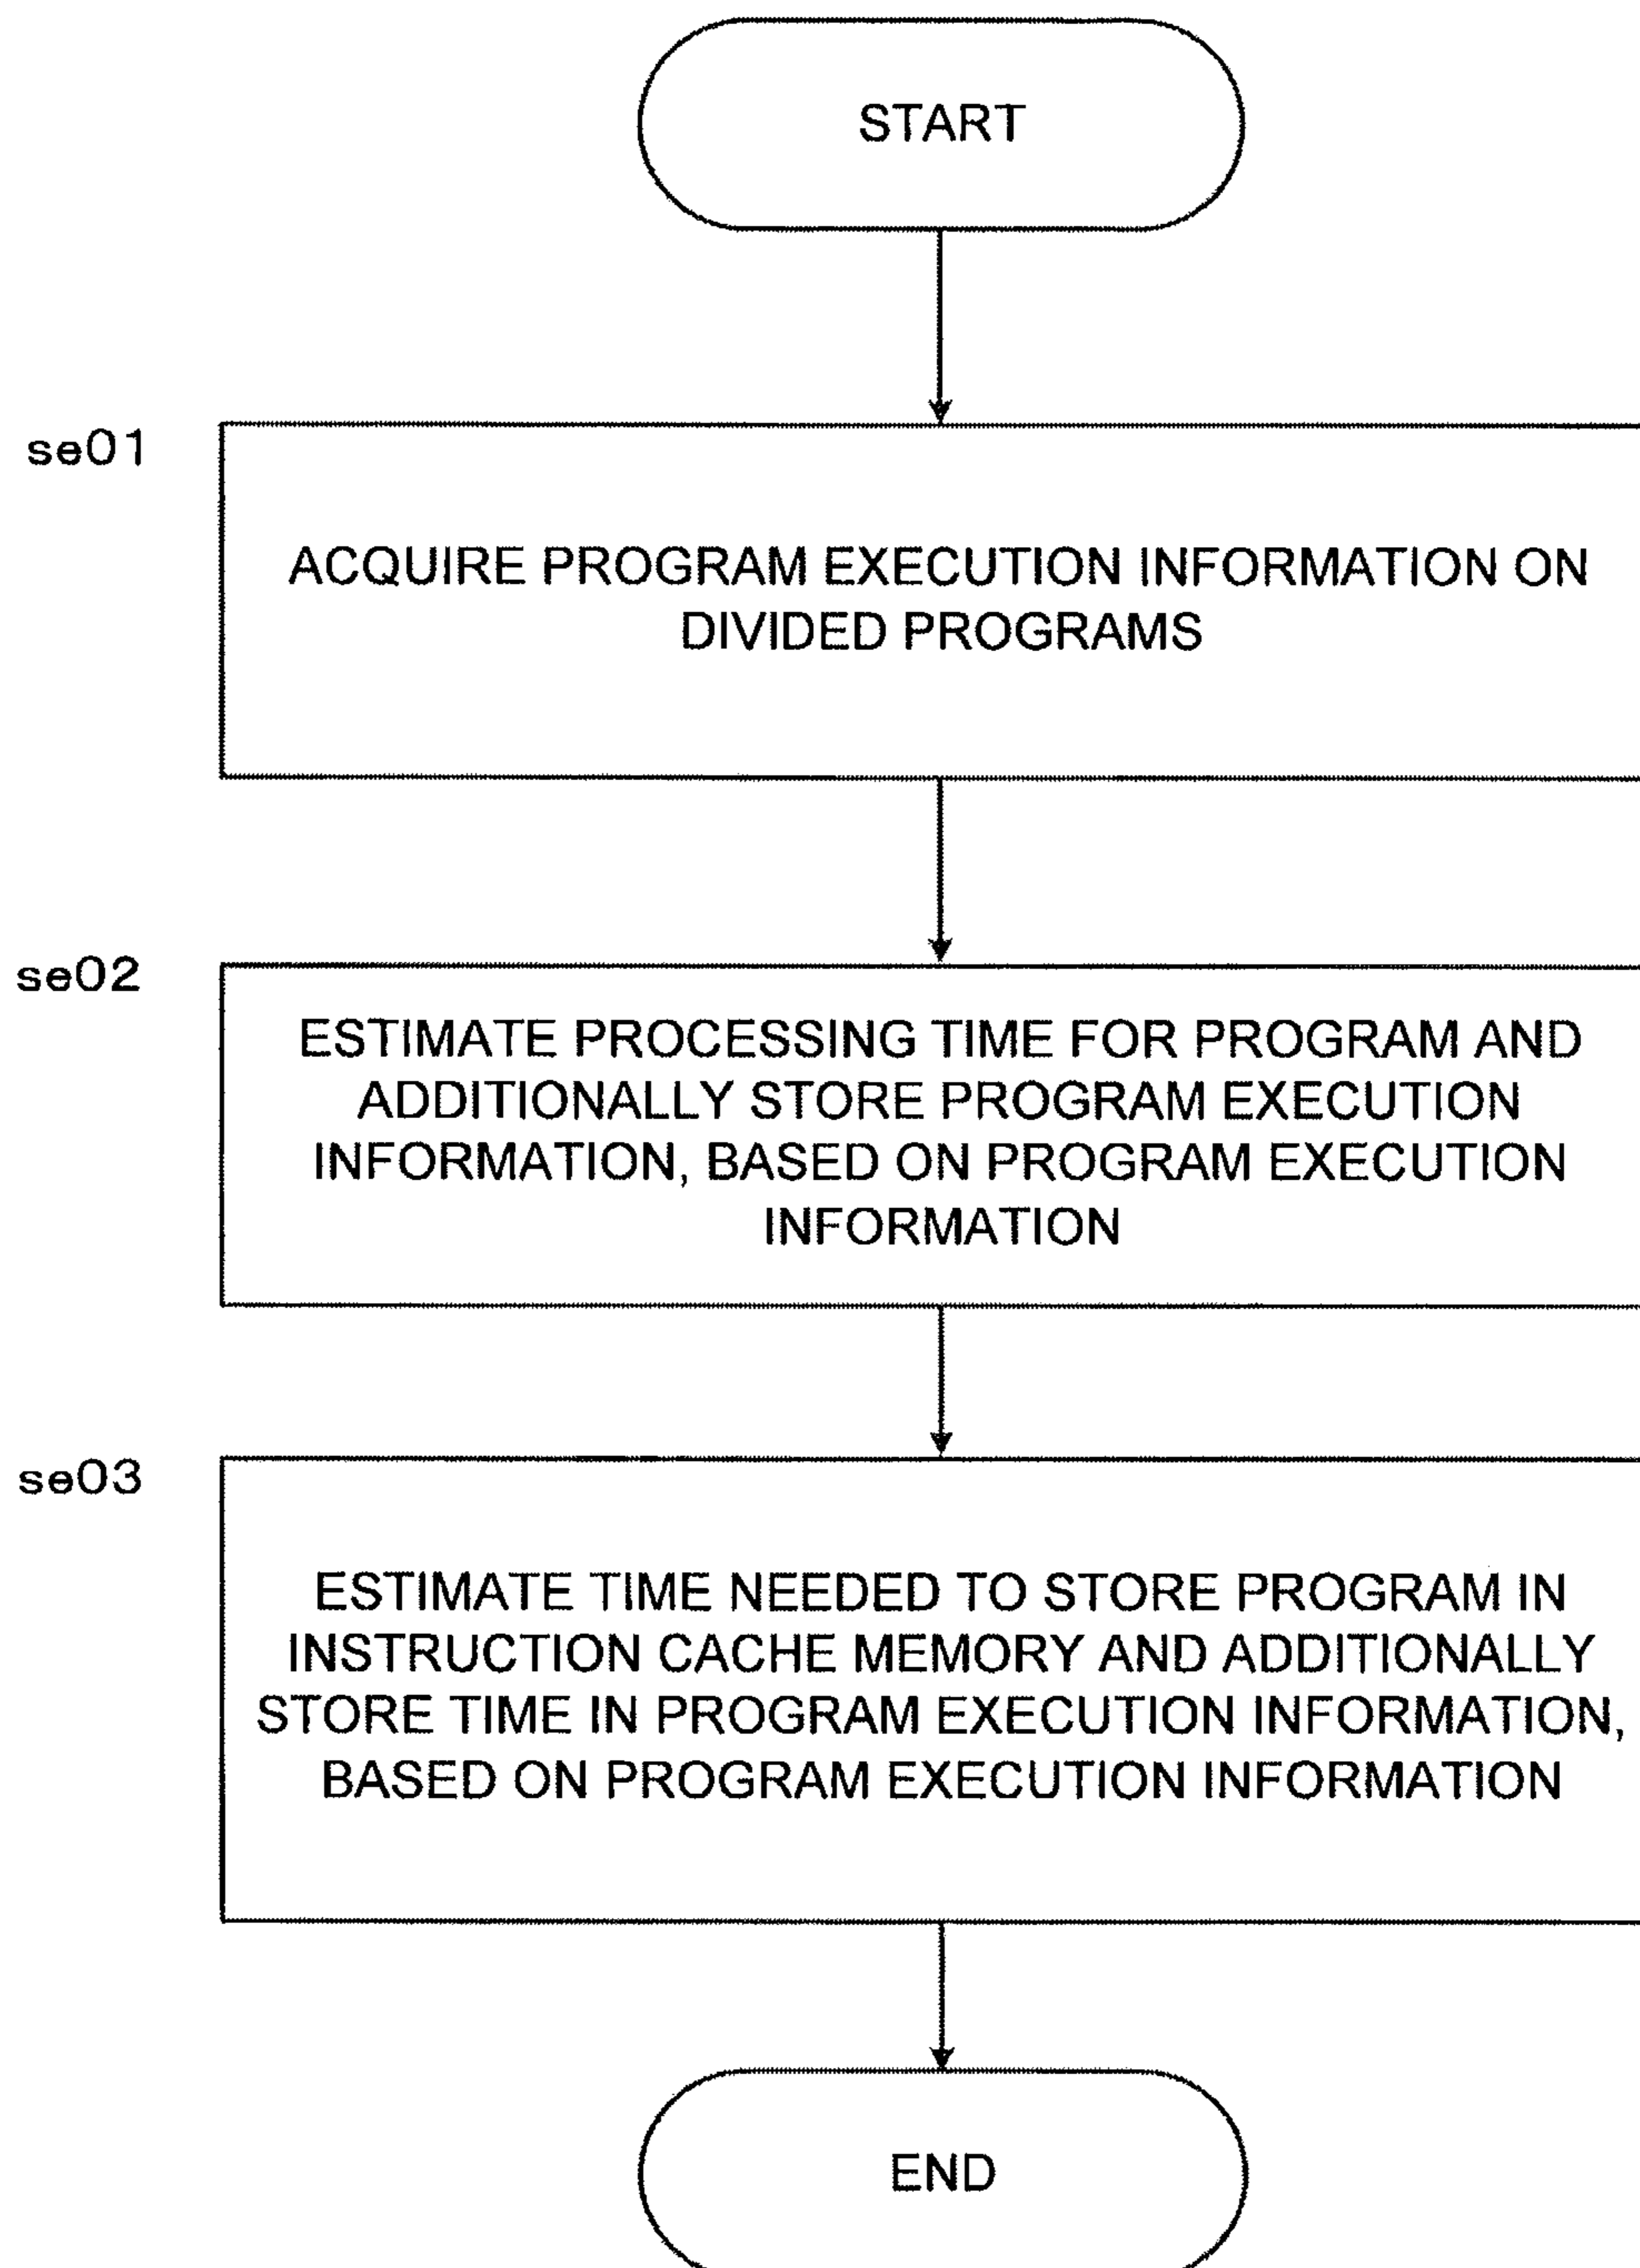 START
se01
ACQUIRE PROGRAM EXECUTION INFORMATION ON
DIVIDED PROGRAMS
se02
ESTIMATE PROCESSING TIME FOR PROGRAM AND
ADDITIONALLY STORE PROGRAM EXECUTION
INFORMATION, BASED ON PROGRAM EXECUTION
INFORMATION
se03
ESTIMATE TIME NEEDED TO STORE PROGRAM IN
INSTRUCTION CACHE MEMORY AND ADDITIONALLY
STORE TIME IN PROGRAM EXECUTION INFORMATION,
BASED ON PROGRAM EXECUTION INFORMATION
END